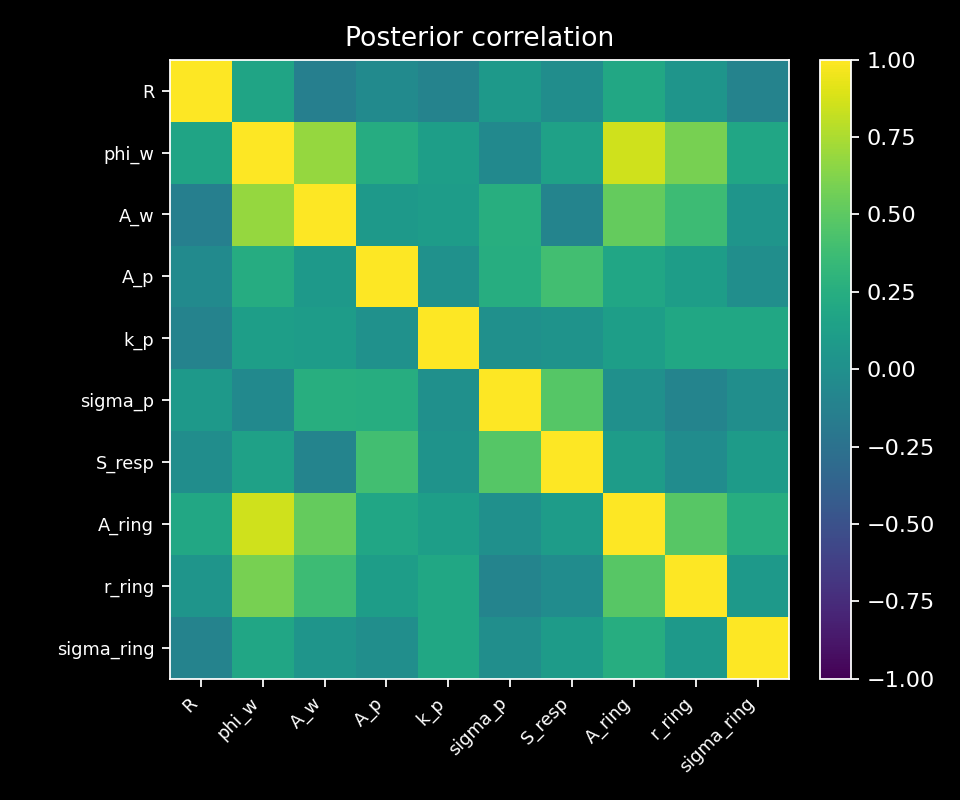 Posterior correlation
R
phi_w
A_w
A_p
k_p
sigma_p
S_resp
A_ring
r_ring
sigma_ring
R
phi_w
A_w
A_p
k_p
sigma_p
S_resp
A_ring
r_ring
sigma_ring
1.00
0.75
0.50
0.25
0.00
−0.25
−0.50
−0.75
−1.00